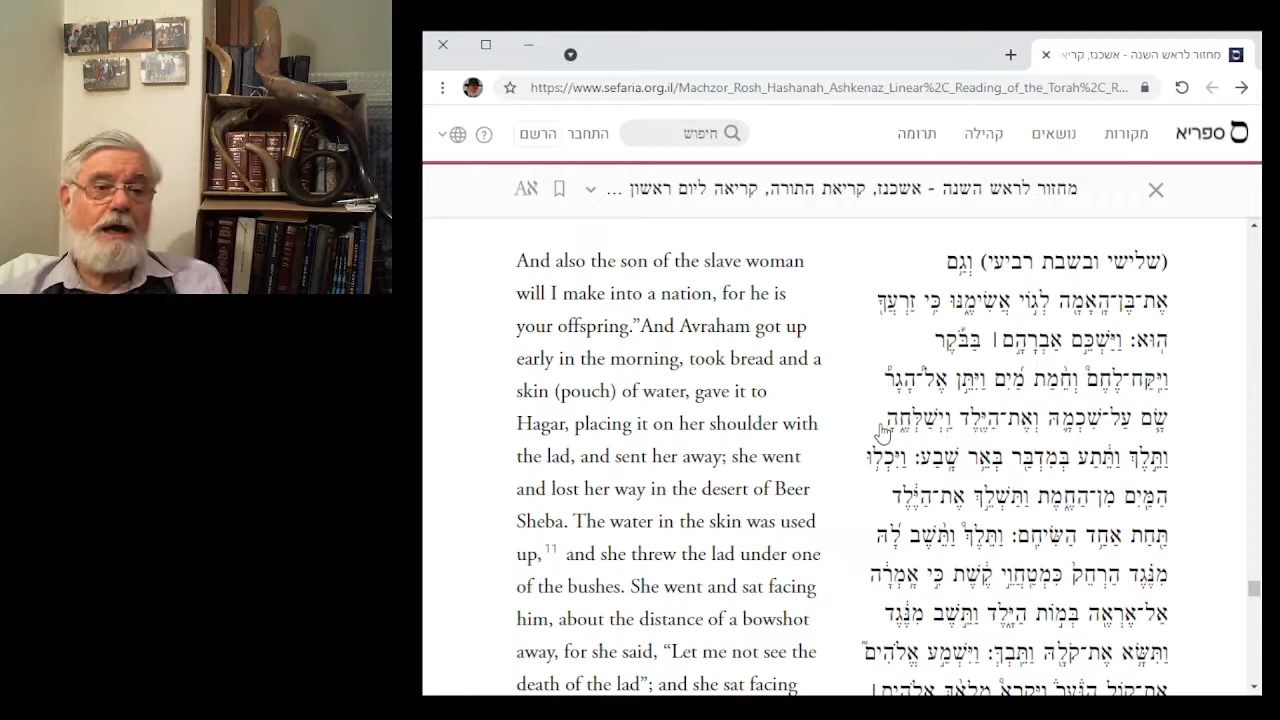 מחזור לראש השנה - אשכנז, קריא
https://www.sefaria.org.il/Machzor_Rosh_Hashanah_Ashkenaz_Linear%2C_Reading_of_the_Torah%2C_R...
ספריא
מקורות
נושאים
קהילה
תרומה
חיפוש
התחבר
הרשם
מחזור לראש השנה - אשכנז, קריאת התורה, קריאה ליום ראשון ...
אA
And also the son of the slave woman
will I make into a nation, for he is
your offspring.”And Avraham got up
early in the morning, took bread and a
skin (pouch) of water, gave it to
Hagar, placing it on her shoulder with
the lad, and sent her away; she went
and lost her way in the desert of Beer
Sheba. The water in the skin was used
up,11 and she threw the lad under one
of the bushes. She went and sat facing
him, about the distance of a bowshot
away, for she said, “Let me not see the
death of the lad”; and she sat facing
(שלישי ובשבת רביעי) וְגַ֥ם
אֶת־בֶּן־הָֽאָמָ֖ה לְג֣וֹי אֲשִׂימֶ֑נּוּ כִּ֥י זַרְעֲךָ֖
הֽוּא: וַיַּשְׁכֵּ֣ם אַבְרָהָ֣ם ׀ בַּבֹּ֡קֶר
וַיִּֽקַּח־לֶ֩חֶם֩ וְחֵ֨מַת מַ֜יִם וַיִּתֵּ֣ן אֶל־הָ֠גָר
שָׂ֧ם עַל־שִׁכְמָ֛הּ וְאֶת־הַיֶּ֖לֶד וַֽיְשַׁלְּחֶ֑הָ
וַתֵּ֣לֶךְ וַתֵּ֔תַע בְּמִדְבַּ֖ר בְּאֵ֥ר שָֽׁבַע: וַיִּכְל֥וּ
הַמַּ֖יִם מִן־הַחֵ֑מֶת וַתַּשְׁלֵ֣ךְ אֶת־הַיֶּ֔לֶד
תַּ֖חַת אַחַ֥ד הַשִּׂיחִֽם: וַתֵּ֩לֶךְ֩ וַתֵּ֨שֶׁב לָ֜הּ
מִנֶּ֗גֶד הַרְחֵק֙ כִּמְטַֽחֲוֵ֣י קֶ֔שֶׁת כִּ֣י אָֽמְרָ֔ה
אַל־אֶרְאֶ֖ה בְּמ֣וֹת הַיָּ֑לֶד וַתֵּ֣שֶׁב מִנֶּ֔גֶד
וַתִּשָּׂ֥א אֶת־קֹלָ֖הּ וַתֵּֽבְךְּ: וַיִּשְׁמַ֣ע אֱלֹהִים֘
אֶת־ק֣וֹל הַנַּ֒עַר֒ וַיִּקְרָא֩ מַלְאַ֨ךְ אֱלֹהִ֤ים ׀